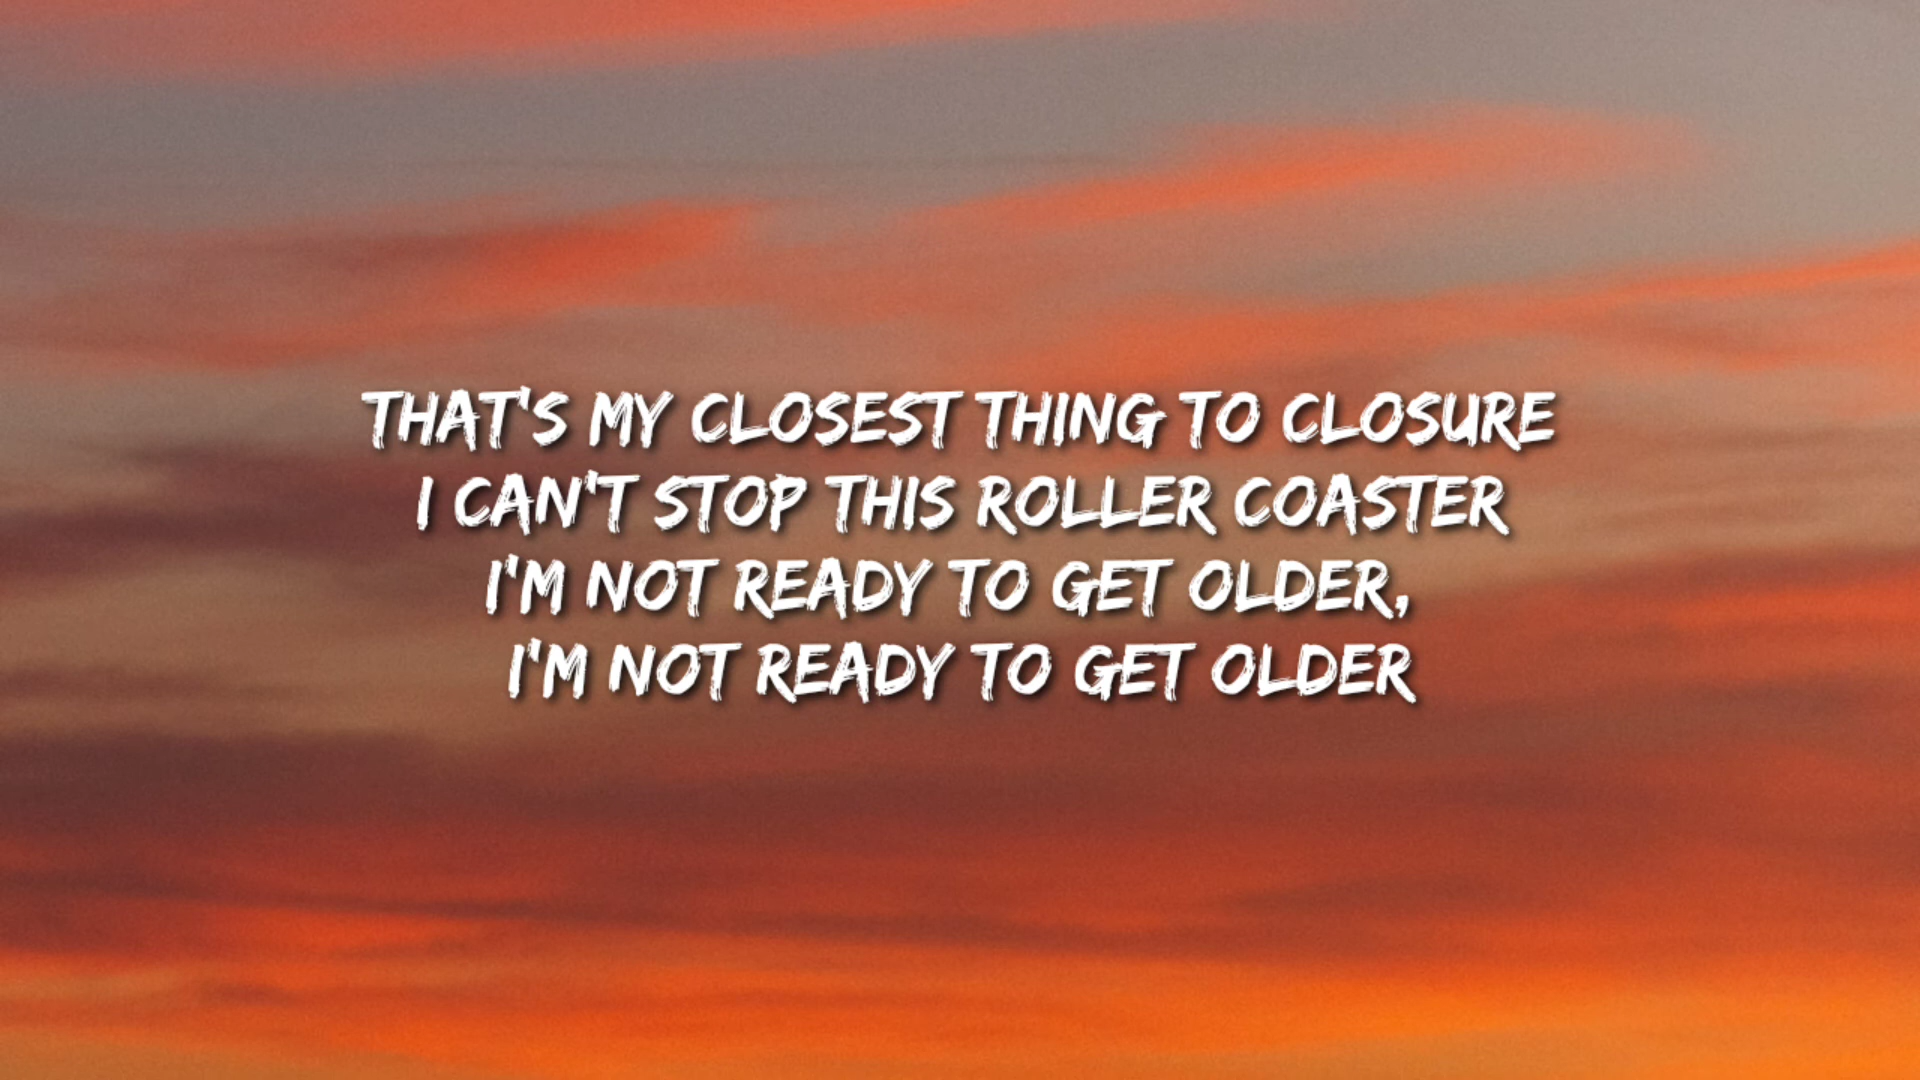 THAT'S MY CLOSEST THING TO CLOSURE
I CAN'T STOP THIS ROLLER COASTER
I'M NOT READY TO GET OLDER,
I'M NOT READY TO GET OLDER